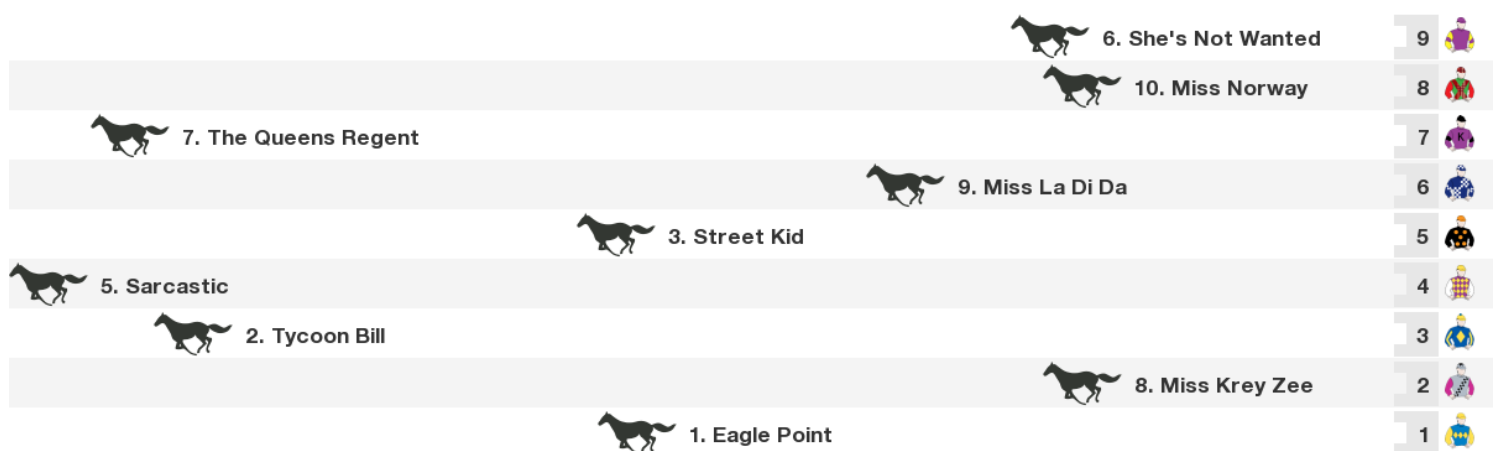 6. She's Not Wanted 9
10. Miss Norway 8
7. The Queens Regent 7 K
9. Miss La Di Da 6
3. Street Kid 5
5. Sarcastic 4
2. Tycoon Bill 3
8. Miss Krey Zee 2
1. Eagle Point 1